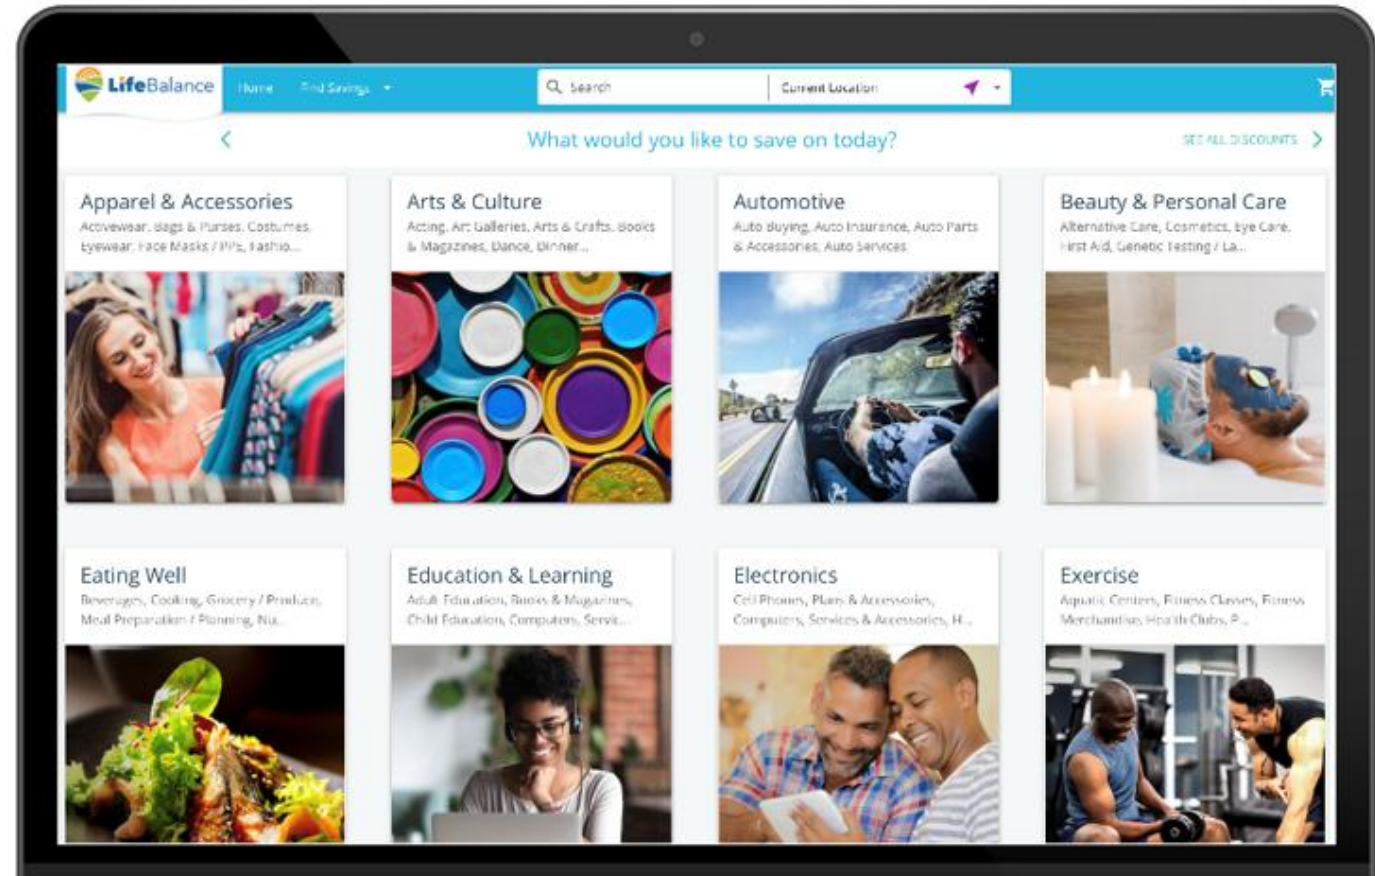 LifeBalance
Home Find Savings
Search
Current Location
What would you like to save on today?
SEE ALL DISCOUNTS
Apparel & Accessories
Activewear, Bags & Purses, Costumes,
Eyewear, Face Masks / PPE, Fashio...
Arts & Culture
Acting, Art Galleries, Arts & Crafts, Books
& Magazines, Dance, Dinner...
Automotive
Auto Buying, Auto Insurance, Auto Parts
& Accessories, Auto Services
Beauty & Personal Care
Alternative Care, Cosmetics, Eye Care,
First Aid, Genetic Testing / La...
Eating Well
Beverages, Cooking, Grocery / Produce,
Meal Preparation / Planning, Nu...
Education & Learning
Adult Education, Books & Magazines,
Child Education, Computers, Servic...
Electronics
Cell Phones, Plans & Accessories,
Computers, Services & Accessories, H...
Exercise
Aquatic Centers, Fitness Classes, Fitness
Merchandise, Health Clubs, P...